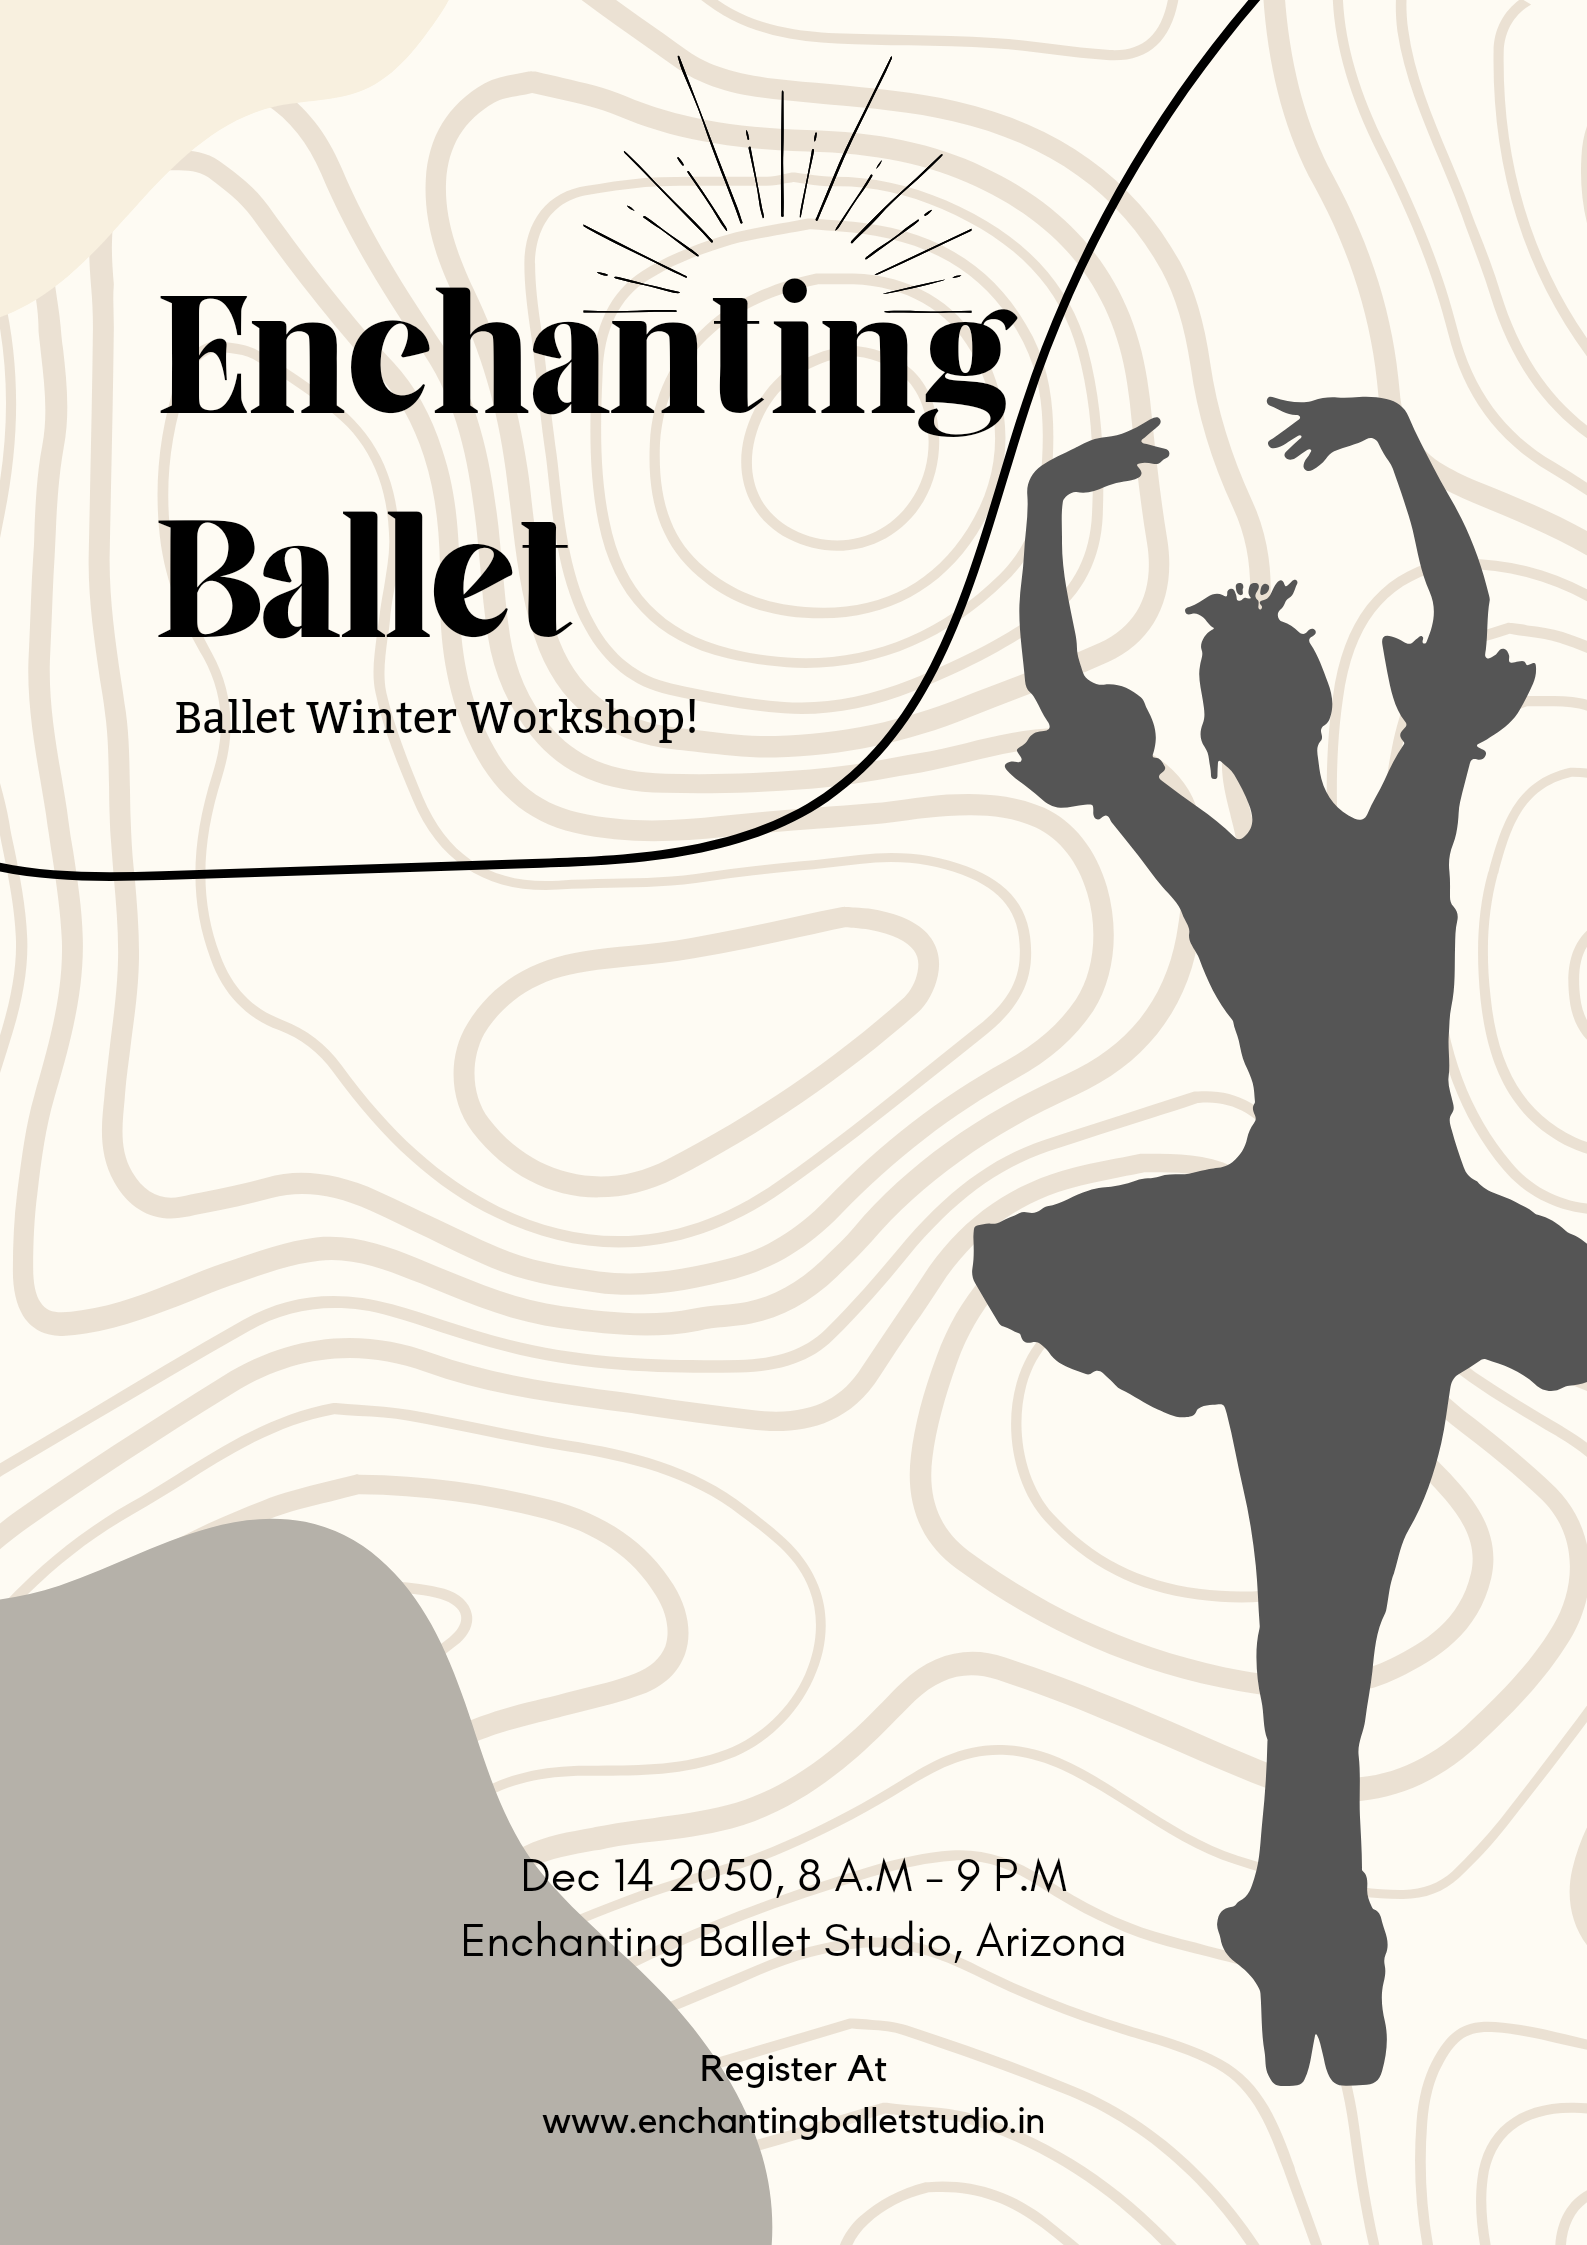 Enchanting
Ballet
Ballet Winter Workshop!
Dec 14 2050, 8 A.M - 9 P.M
Enchanting Ballet Studio, Arizona
Register At
www.enchantingballetstudio.in